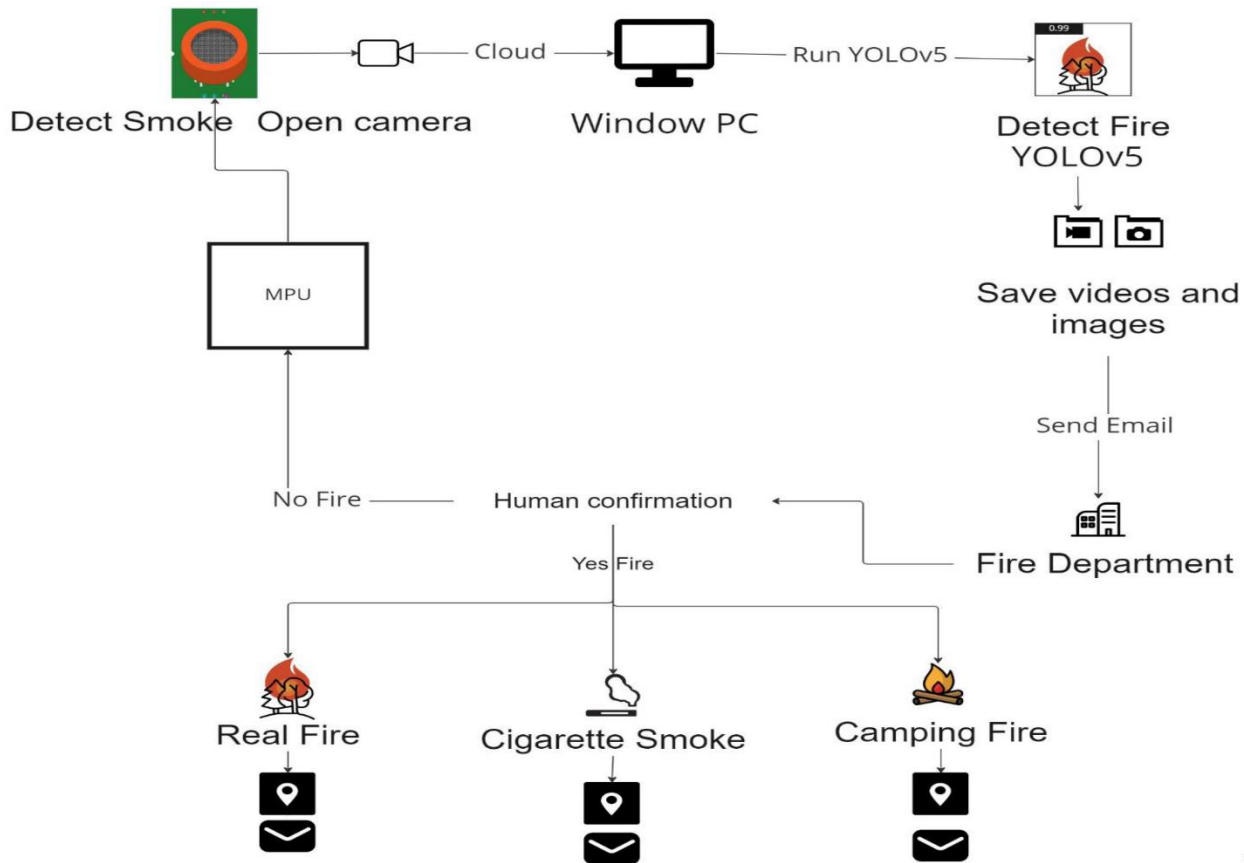 0.99
Cloud
Run YOLOv5
Detect Smoke
Open camera
Window PC
Detect Fire
YOLOv5
MPU
Save videos and
images
Send Email
No Fire
Human confirmation
Yes Fire
Fire Department
Real Fire
Cigarette Smoke
Camping Fire